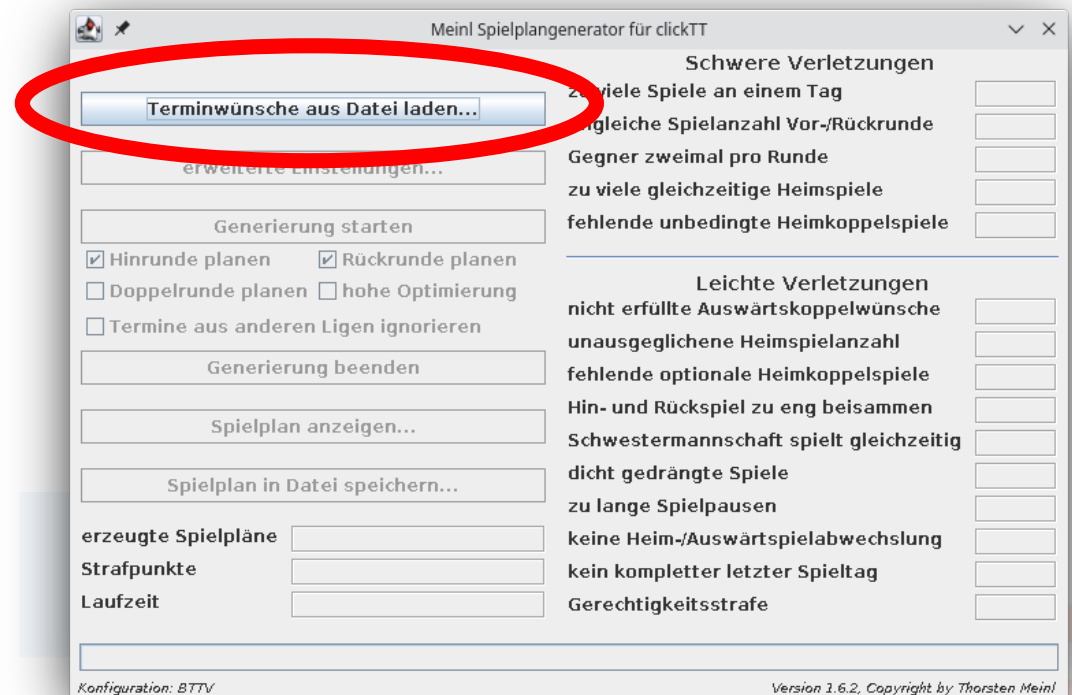 Meinl Spielplangenerator für clickTT
Terminwünsche aus Datei laden...
erweiterte Einstellungen...
Generierung starten
Hinrunde planen
Rückrunde planen
Doppelrunde planen
hohe Optimierung
Termine aus anderen Ligen ignorieren
Generierung beenden
Spielplan anzeigen...
Spielplan in Datei speichern...
erzeugte Spielpläne
Strafpunkte
Laufzeit
Schwere Verletzungen
zu viele Spiele an einem Tag
ungleiche Spielanzahl Vor-/Rückrunde
Gegner zweimal pro Runde
zu viele gleichzeitige Heimspiele
fehlende unbedingte Heimkoppelspiele
Leichte Verletzungen
nicht erfüllte Auswärtskoppelwünsche
unausgeglichene Heimspielanzahl
fehlende optionale Heimkoppelspiele
Hin- und Rückspiel zu eng beisammen
Schwestermannschaft spielt gleichzeitig
dicht gedrängte Spiele
zu lange Spielpausen
keine Heim-/Auswärtspielabwechslung
kein kompletter letzter Spieltag
Gerechtigkeitsstrafe
Konfiguration: BTTV
Version 1.6.2, Copyright by Thorsten Meinl